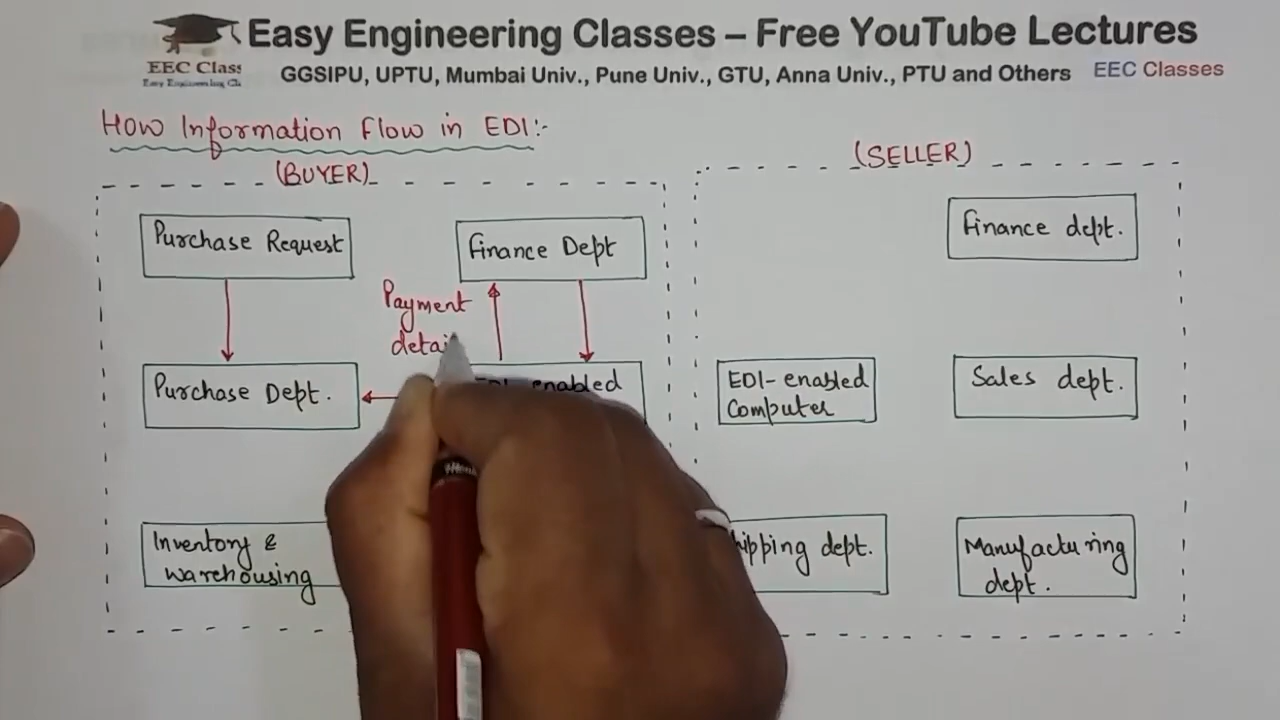 Easy Engineering Classes – Free YouTube Lectures
EEC Class
GGSIPU, UPTU, Mumbai Univ., Pune Univ., GTU, Anna Univ., PTU and Others
EEC Classes
How Information Flow in EDI:-
(BUYER)
(SELLER)
Purchase Request
Finance Dept
Finance dept.
Payment
detai
Purchase Dept.
EDI-enabled
EDI-enabled
Computer
Sales dept.
Inventory &
warehousing
hipping dept.
Manufacturing
dept.